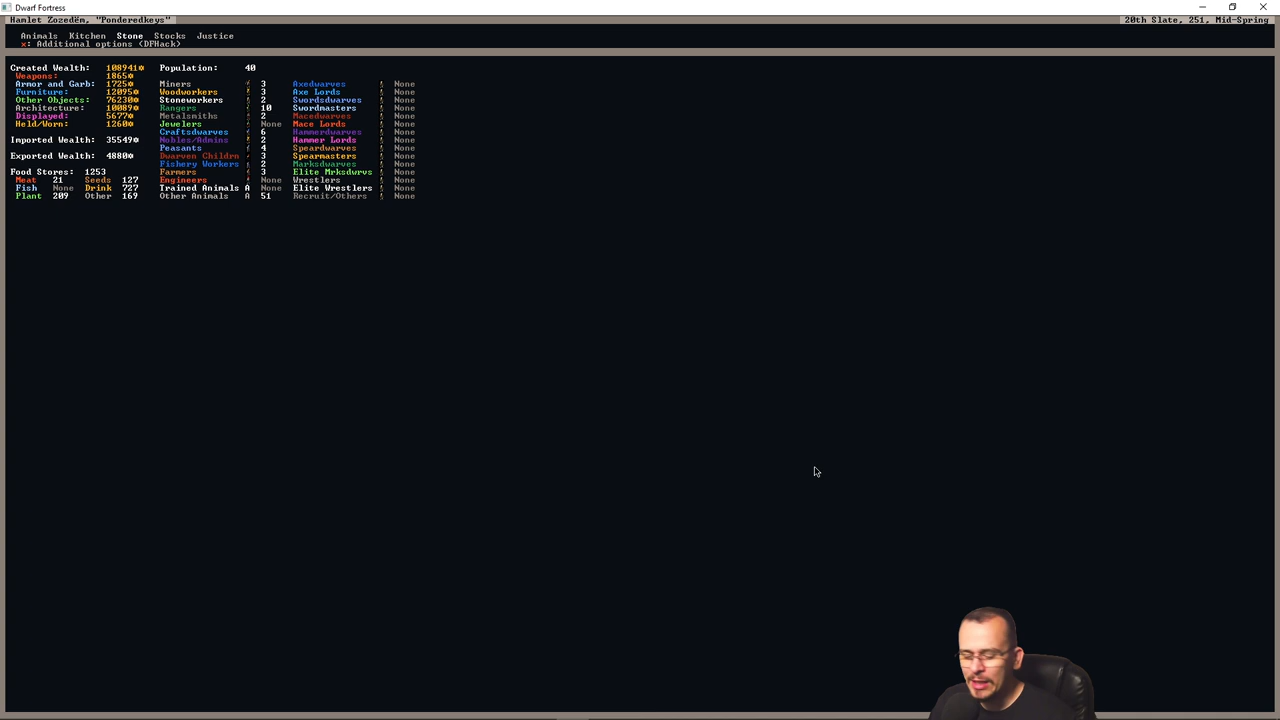 Dwarf Fortress
Hamlet Zozedëm, "Ponderedkeys" 20th Slate, 251, Mid-Spring
Animals Kitchen Stone Stocks Justice
x: Additional options (DFHack)
Created Wealth: 108941☼ Population: 40
Weapons: 1865☼
Armor and Garb: 1725☼ Miners 3 Axedwarves None
Furniture: 12095☼ Woodworkers 3 Axe Lords None
Other Objects: 76230☼ Stoneworkers 2 Swordsdwarves None
Architecture: 10089☼ Rangers 10 Swordmasters None
Displayed: 5677☼ Metalsmiths 2 Macedwarves None
Held/Worn: 1260☼ Jewelers None Mace Lords None
Craftsdwarves 6 Hammerdwarves None
Imported Wealth: 35549☼ Nobles/Admins 2 Hammer Lords None
Peasants 4 Speardwarves None
Exported Wealth: 4880☼ Dwarven Childrn 3 Spearmasters None
Fishery Workers 2 Marksdwarves None
Food Stores: 1253 Farmers 3 Elite Mrksdwrvs None
Meat 21 Seeds 127 Engineers None Wrestlers None
Fish None Drink 727 Trained Animals A None Elite Wrestlers None
Plant 209 Other 169 Other Animals A 51 Recruit/Others None